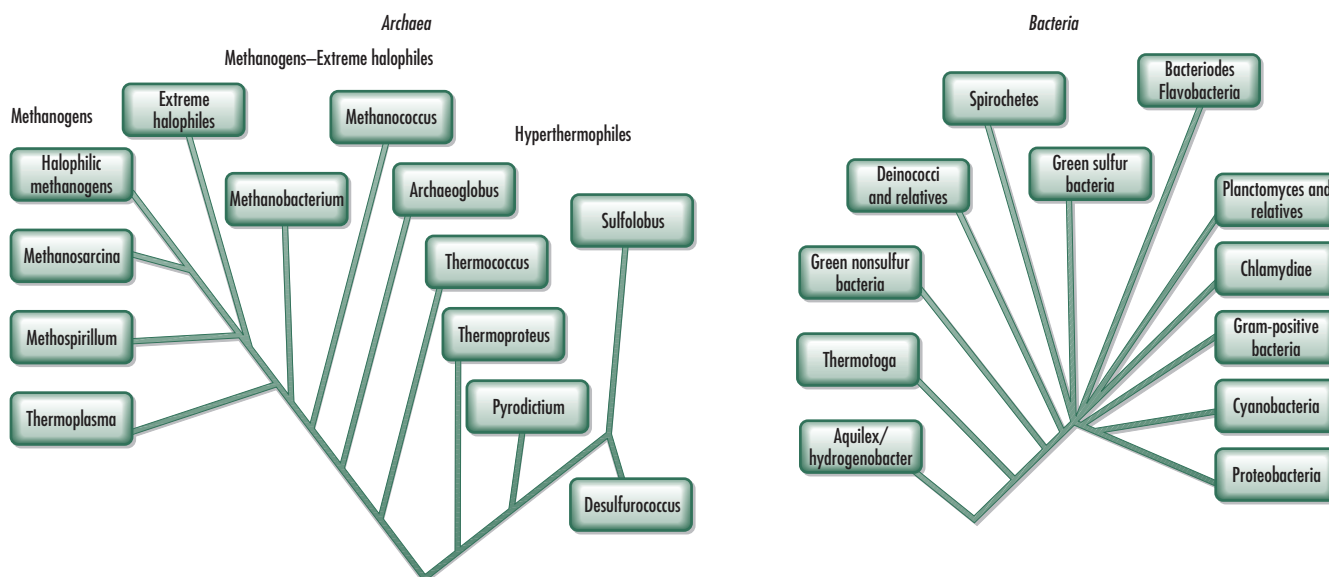 Archaea
Methanogens–Extreme halophiles
Methanogens
Extreme
halophiles
Methanococcus
Hyperthermophiles
Halophilic
methanogens
Methanobacterium
Archaeoglobus
Sulfolobus
Methanosarcina
Thermococcus
Methospirillum
Thermoproteus
Thermoplasma
Pyrodictium
Desulfurococcus
Bacteria
Spirochetes
Bacteriodes
Flavobacteria
Deinococci
and relatives
Green sulfur
bacteria
Planctomyces and
relatives
Green nonsulfur
bacteria
Chlamydiae
Thermotoga
Gram-positive
bacteria
Aquilex/
hydrogenobacter
Cyanobacteria
Proteobacteria